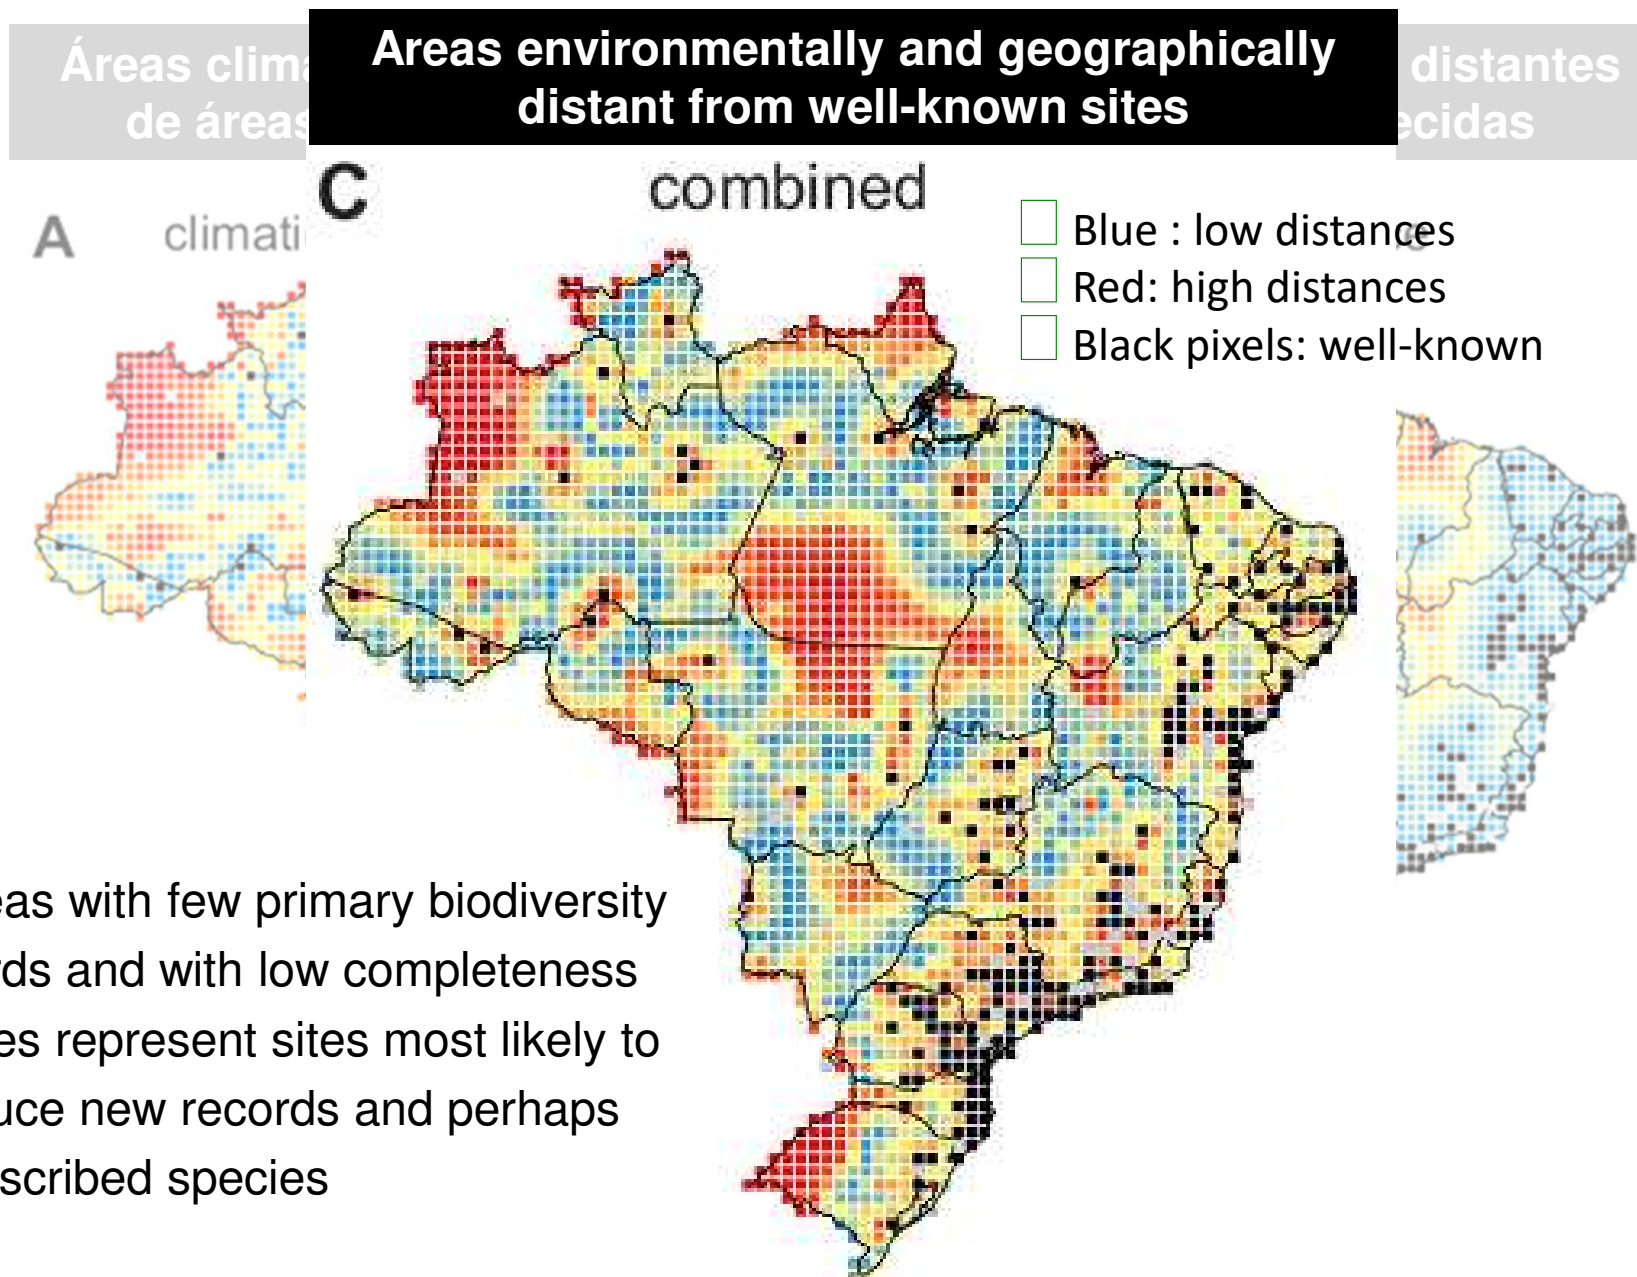 Áreas clim
de áreas
Areas environmentally and geographically
distant from well-known sites
distantes
ecidas
A climati
C combined
Blue : low distances
Red: high distances
Black pixels: well-known
eas with few primary biodiversity
rds and with low completeness
es represent sites most likely to
uce new records and perhaps
scribed species